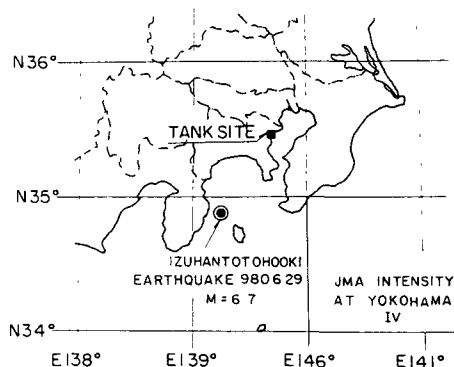 N36°
TANK SITE
N35°
IZUHANTOTOHOOKI
EARTHQUAKE 980629
M=6 7
JMA INTENSITY
AT YOKOHAMA
IV
N34°
E138°
E139°
E146°
E141°